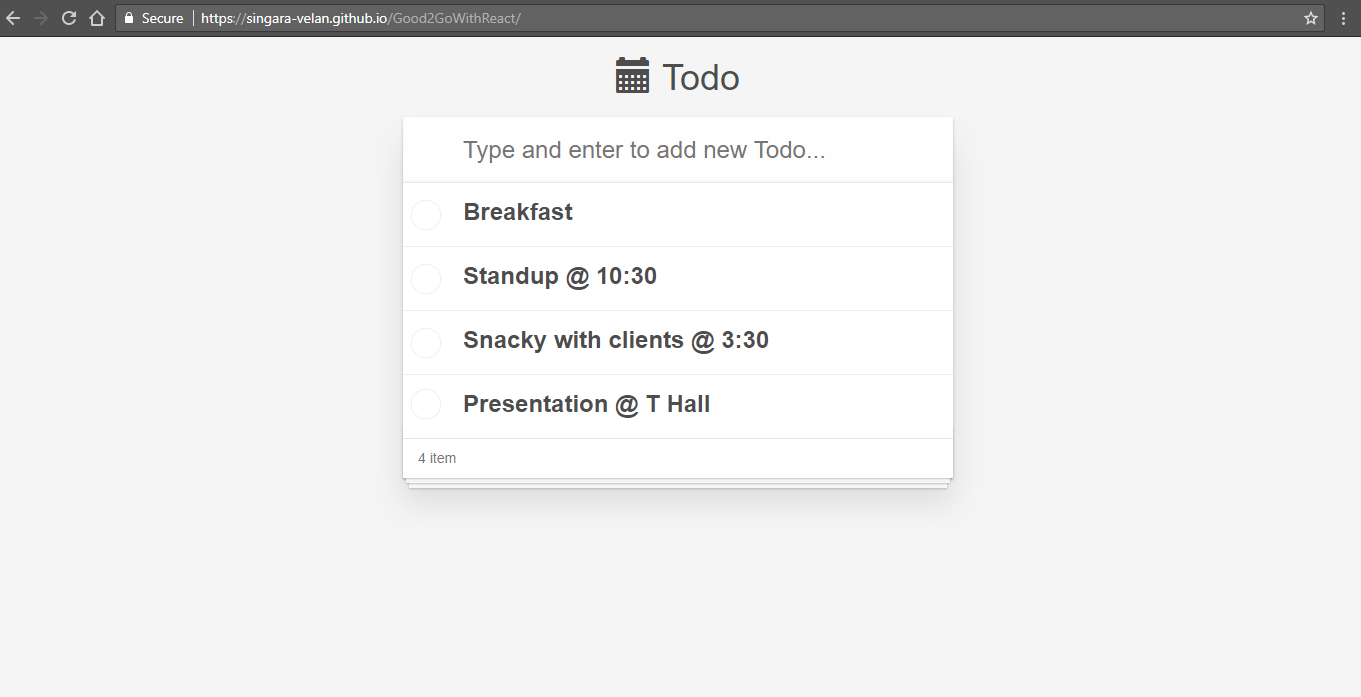 Secure https://singara-velan.github.io/Good2GoWithReact/
Todo
Type and enter to add new Todo...
Breakfast
Standup @ 10:30
Snacky with clients @ 3:30
Presentation @ T Hall
4 item